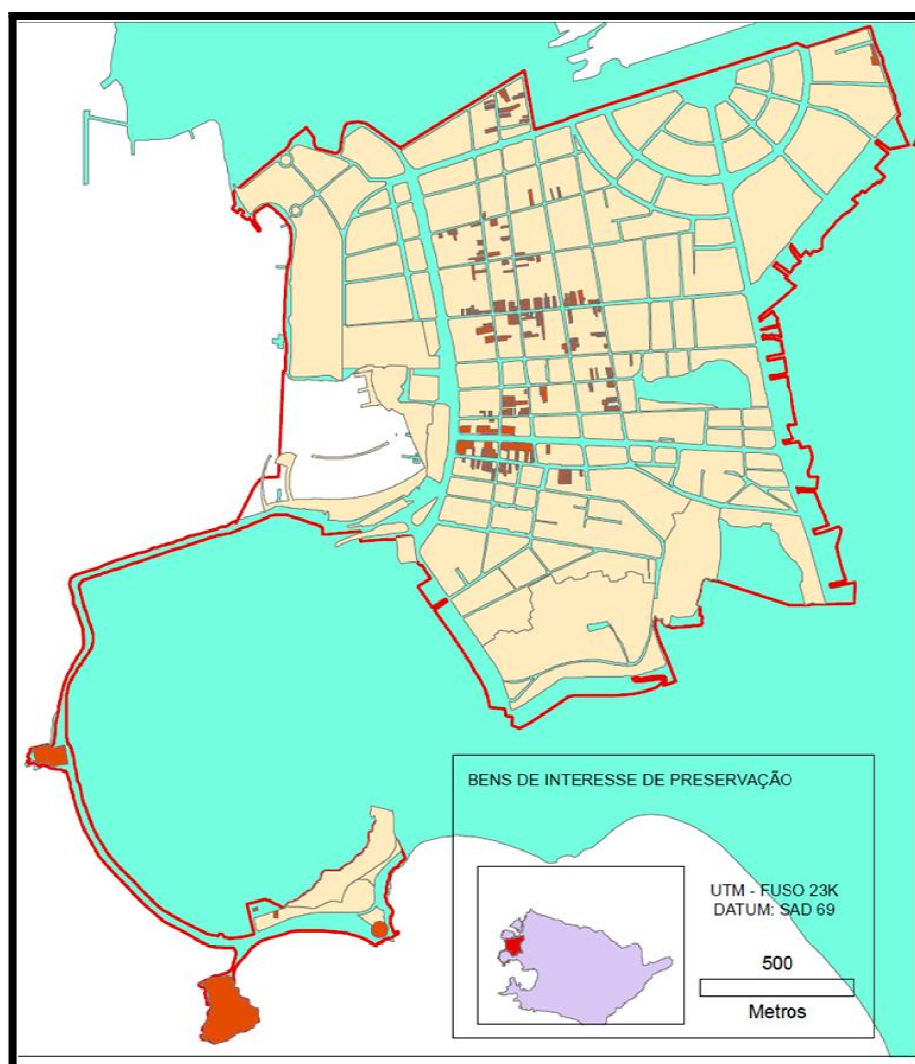 BENS DE INTERESSE DE PRESERVAÇÃO
UTM - FUSO 23K
DATUM: SAD 69
500
Metros